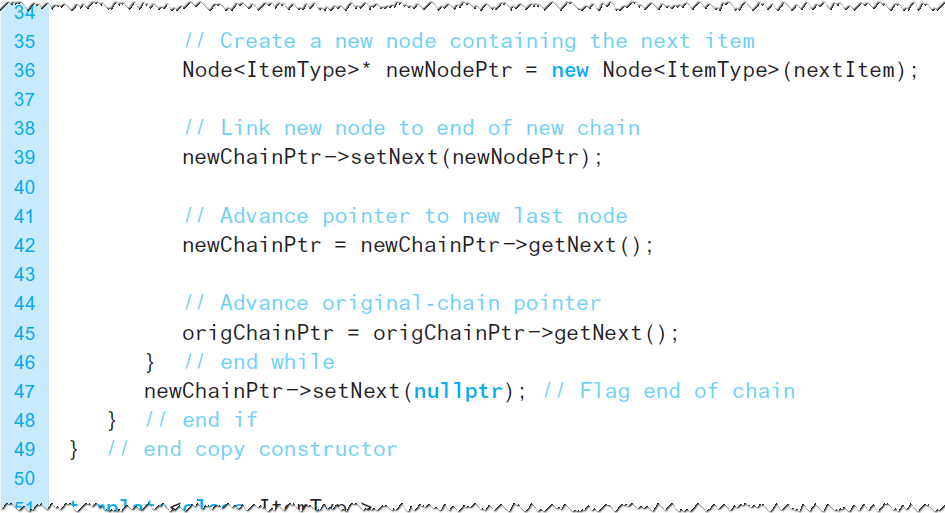 34
35 // Create a new node containing the next item
36 Node<ItemType>* newNodePtr = new Node<ItemType>(nextItem);
37
38 // Link new node to end of new chain
39 newChainPtr->setNext(newNodePtr);
40
41 // Advance pointer to new last node
42 newChainPtr = newChainPtr->getNext();
43
44 // Advance original-chain pointer
45 origChainPtr = origChainPtr->getNext();
46 } // end while
47 newChainPtr->setNext(nullptr); // Flag end of chain
48 } // end if
49 } // end copy constructor
50
51 template<class ItemType>